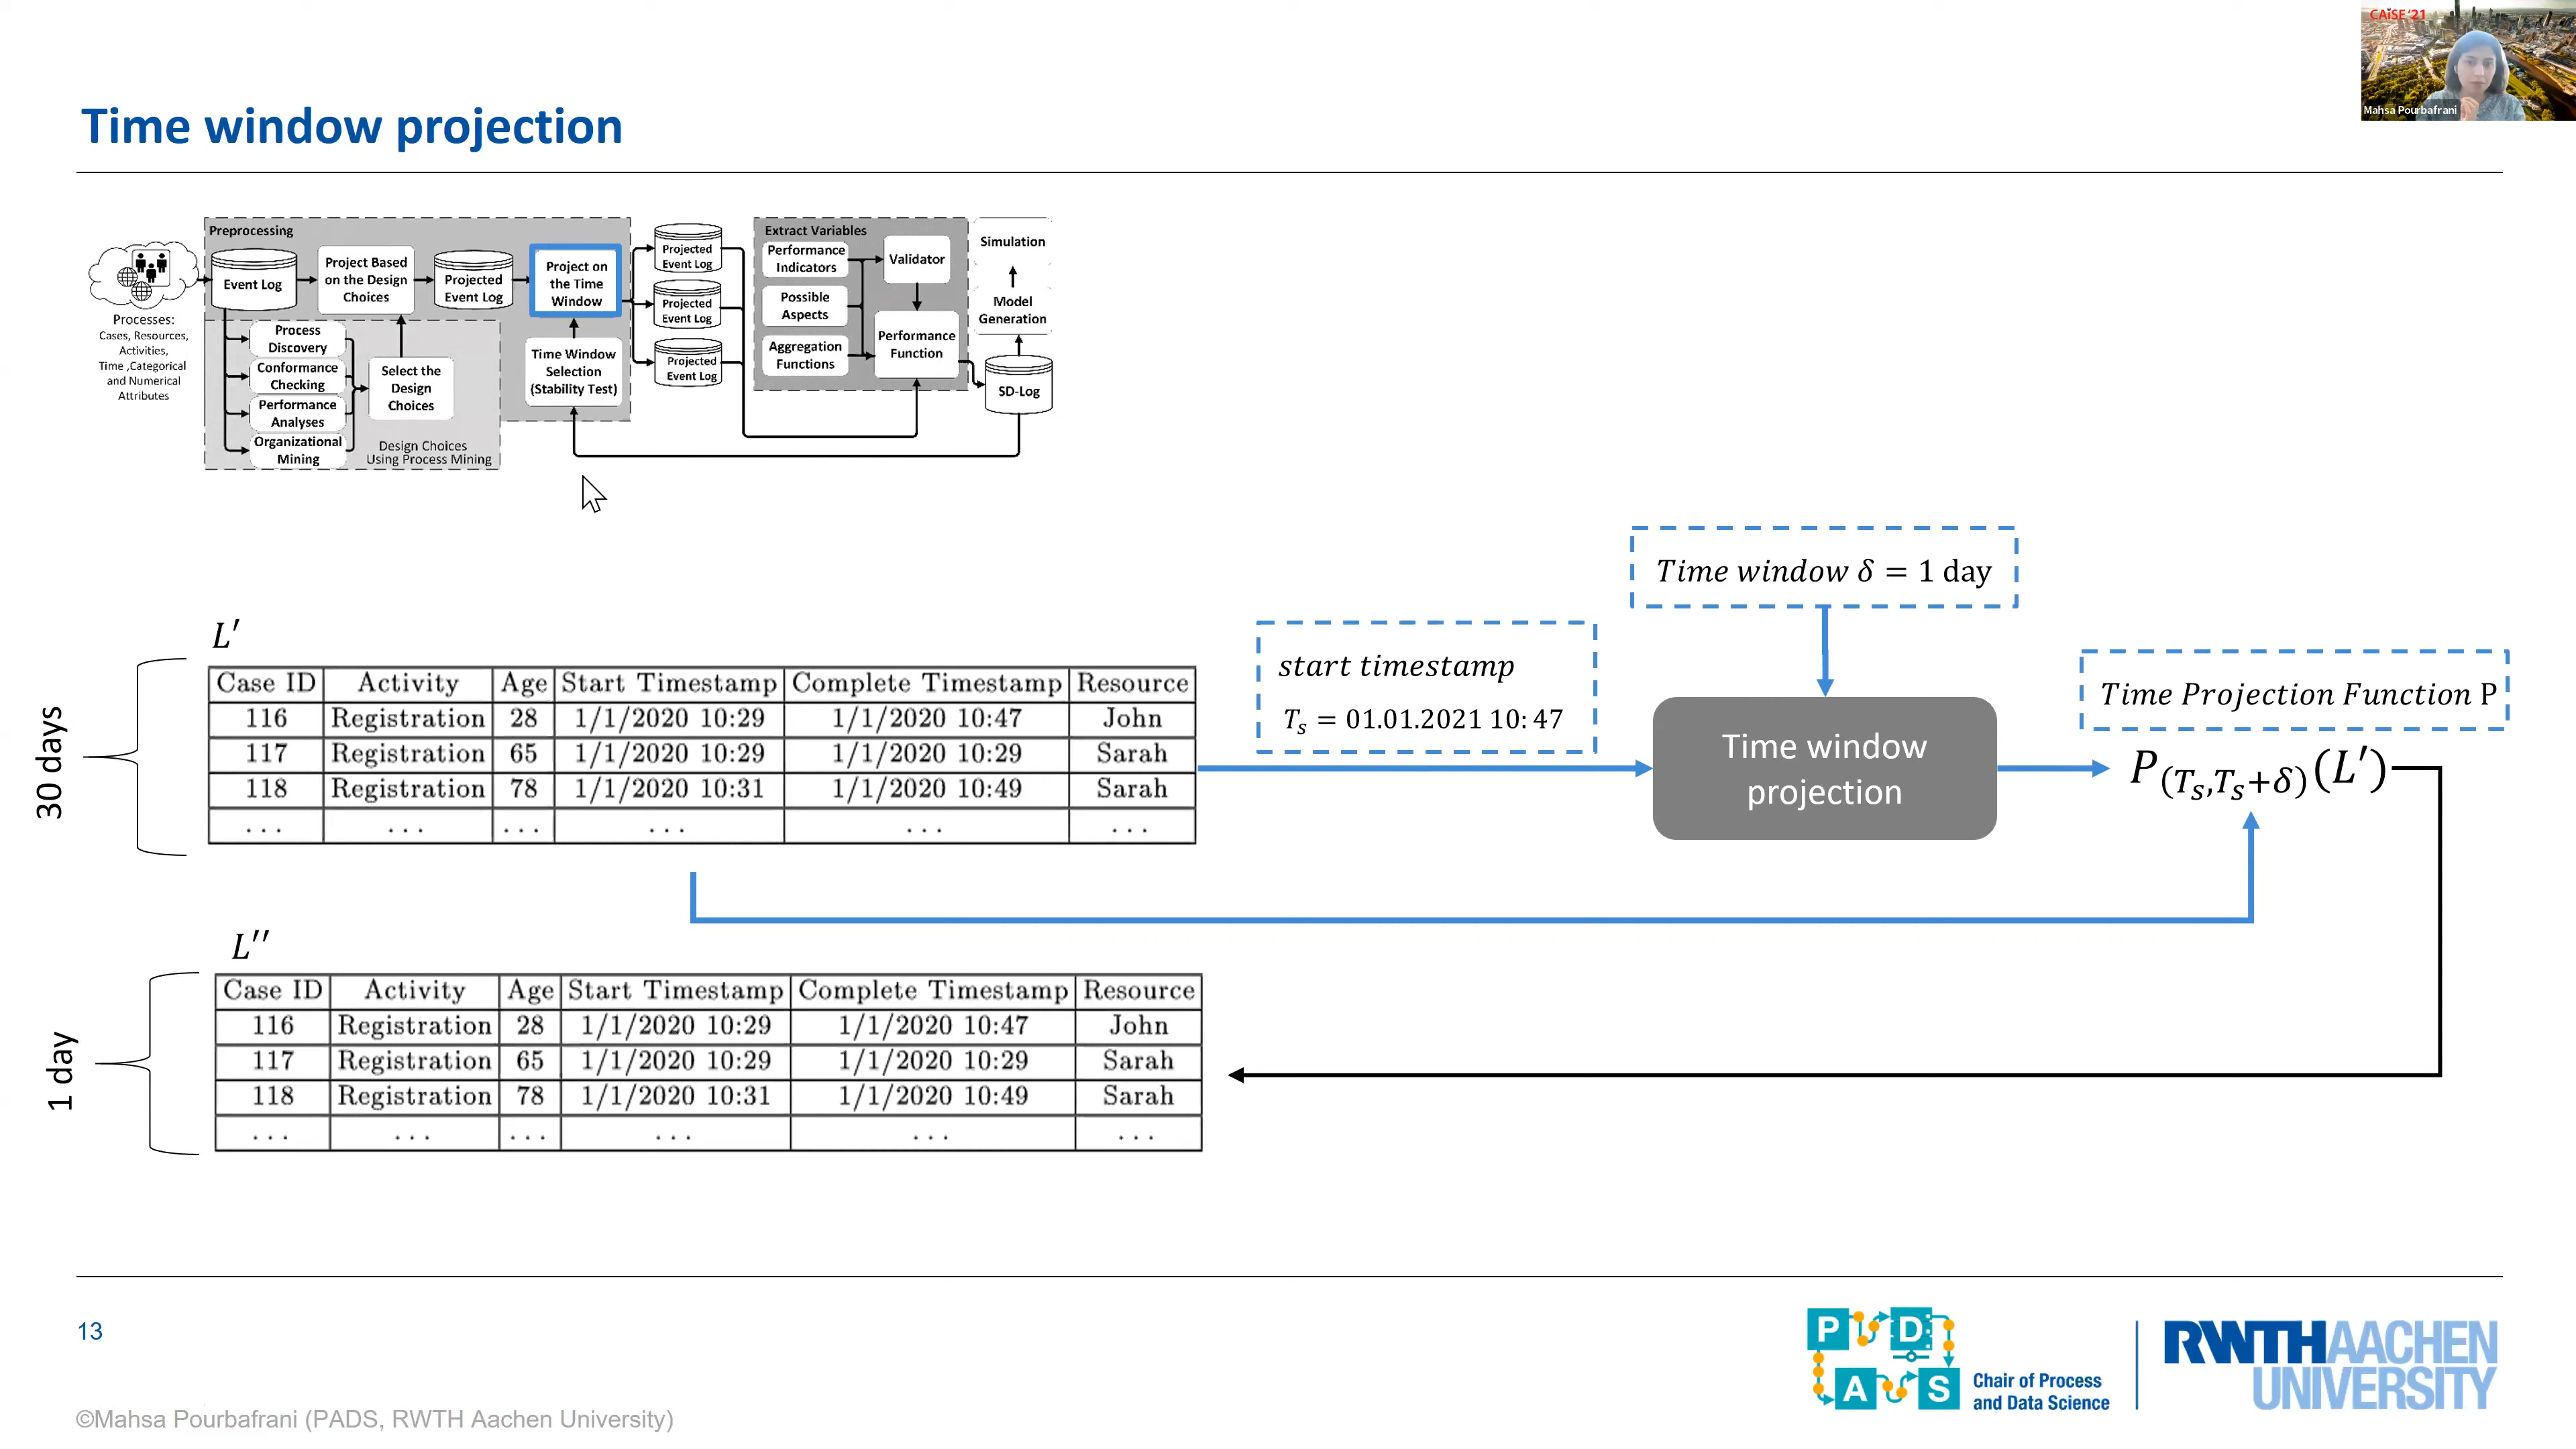 CAiSE '21
Mahsa Pourbafrani
Time window projection
Preprocessing
Event Log
Project Based
on the Design
Choices
Projected
Event Log
Project on
the Time
Window
Processes:
Cases, Resources,
Activities,
Time ,Categorical
and Numerical
Attributes
Process
Discovery
Conformance
Checking
Performance
Analyses
Organizational
Mining
Select the
Design
Choices
Design Choices
Using Process Mining
Time Window
Selection
(Stability Test)
Projected
Event Log
Projected
Event Log
Projected
Event Log
Extract Variables
Performance
Indicators
Possible
Aspects
Aggregation
Functions
Validator
Performance
Function
Simulation
Model
Generation
SD-Log
Time window δ = 1 day
L′
30 days
Case ID Activity Age Start Timestamp Complete Timestamp Resource
116 Registration 28 1/1/2020 10:29 1/1/2020 10:47 John
117 Registration 65 1/1/2020 10:29 1/1/2020 10:29 Sarah
118 Registration 78 1/1/2020 10:31 1/1/2020 10:49 Sarah
... ... ... ... ... ...
start timestamp
Ts = 01.01.2021 10:47
Time window
projection
Time Projection Function P
P(Ts,Ts+δ)(L′)
L′′
1 day
Case ID Activity Age Start Timestamp Complete Timestamp Resource
116 Registration 28 1/1/2020 10:29 1/1/2020 10:47 John
117 Registration 65 1/1/2020 10:29 1/1/2020 10:29 Sarah
118 Registration 78 1/1/2020 10:31 1/1/2020 10:49 Sarah
... ... ... ... ... ...
13
P D
A S
Chair of Process
and Data Science
RWTH AACHEN
UNIVERSITY
©Mahsa Pourbafrani (PADS, RWTH Aachen University)